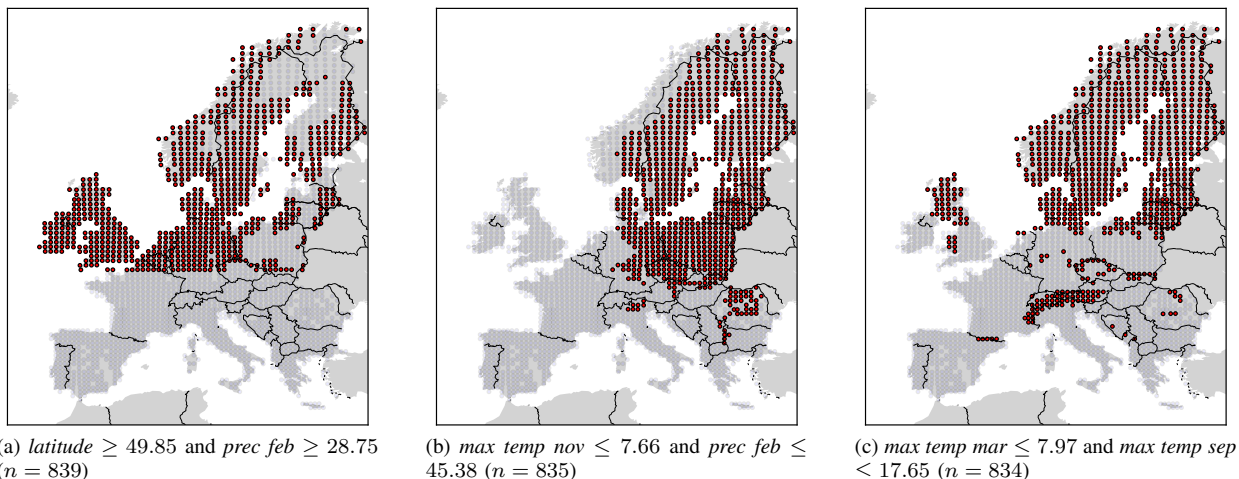 (a) latitude ≥ 49.85 and prec feb ≥ 28.75
(n = 839)
(b) max temp nov ≤ 7.66 and prec feb ≤
45.38 (n = 835)
(c) max temp mar ≤ 7.97 and max temp sep
≤ 17.65 (n = 834)